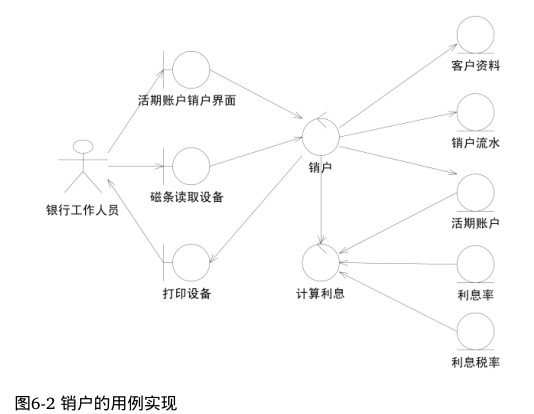 客户资料
活期账户销户界面
销户流水
销户
磁条读取设备
银行工作人员
活期账户
打印设备
计算利息
利息率
利息税率
图6-2 销户的用例实现